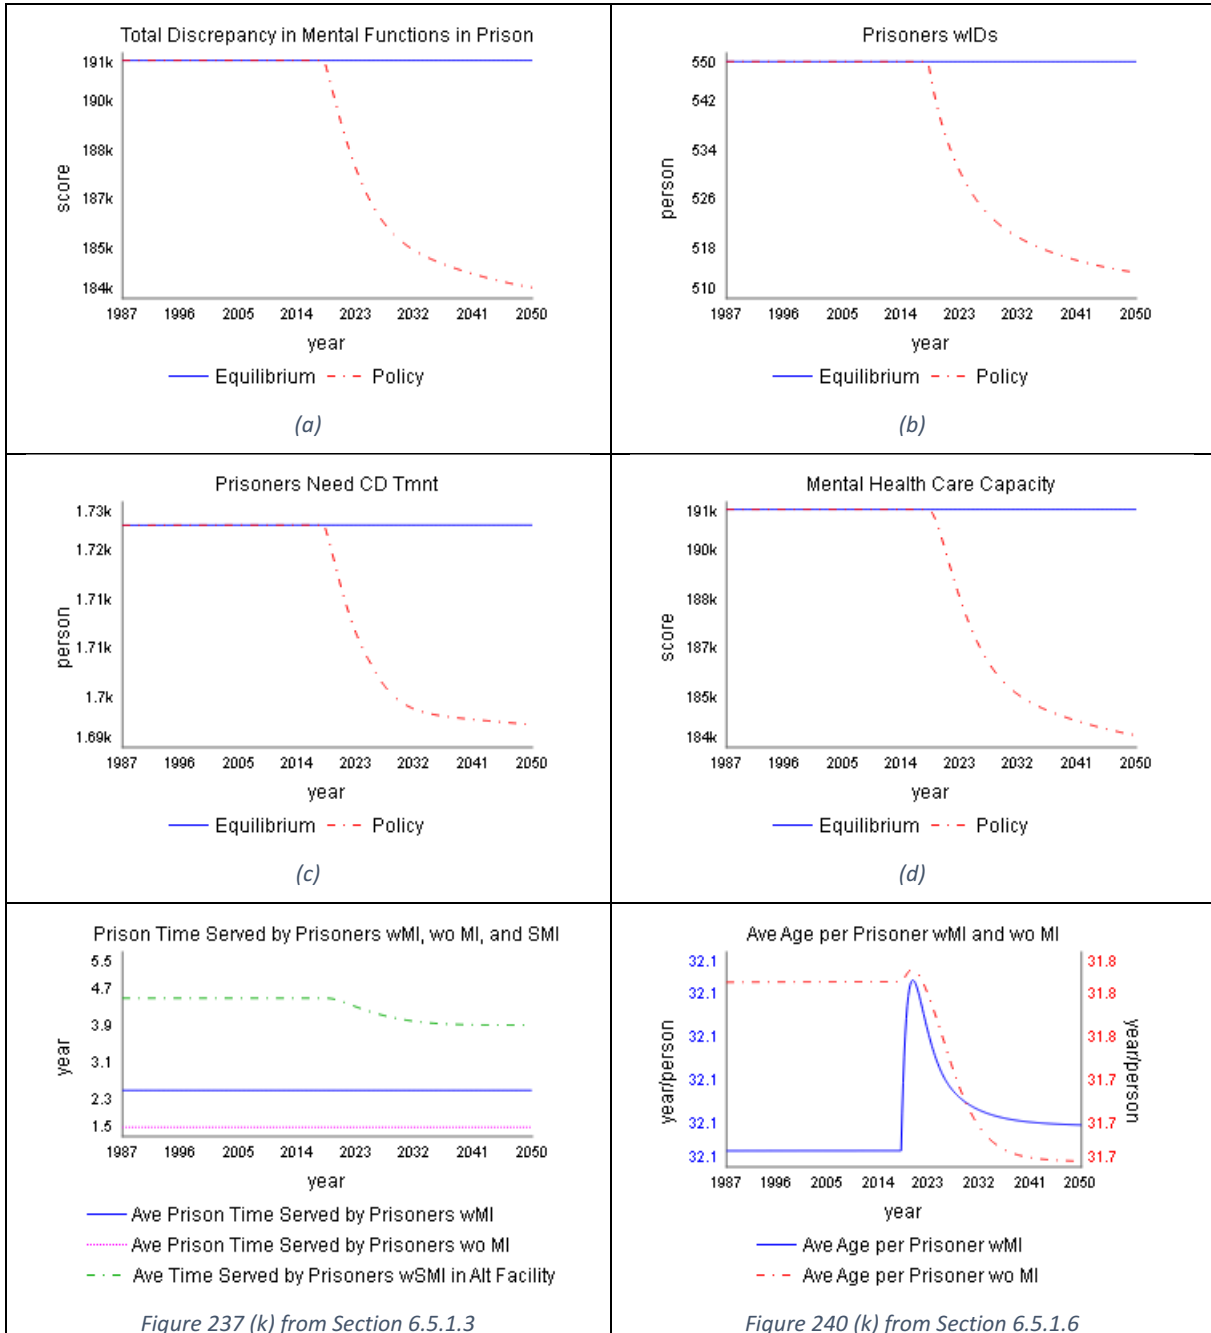 Total Discrepancy in Mental Functions in Prison
191k
190k
188k
187k
185k
184k
score
1987 1996 2005 2014 2023 2032 2041 2050
year
Equilibrium Policy
(a)
Prisoners wIDs
550
542
534
526
518
510
person
1987 1996 2005 2014 2023 2032 2041 2050
year
Equilibrium Policy
(b)
Prisoners Need CD Tmnt
1.73k
1.72k
1.71k
1.71k
1.7k
1.69k
person
1987 1996 2005 2014 2023 2032 2041 2050
year
Equilibrium Policy
(c)
Mental Health Care Capacity
191k
190k
188k
187k
185k
184k
score
1987 1996 2005 2014 2023 2032 2041 2050
year
Equilibrium Policy
(d)
Prison Time Served by Prisoners wMI, wo MI, and SMI
5.5
4.7
3.9
3.1
2.3
1.5
year
1987 1996 2005 2014 2023 2032 2041 2050
year
Ave Prison Time Served by Prisoners wMI
Ave Prison Time Served by Prisoners wo MI
Ave Time Served by Prisoners wSMI in Alt Facility
Figure 237 (k) from Section 6.5.1.3
Ave Age per Prisoner wMI and wo MI
32.1
32.1
32.1
32.1
32.1
32.1
year/person
31.8
31.8
31.8
31.7
31.7
31.7
year/person
1987 1996 2005 2014 2023 2032 2041 2050
year
Ave Age per Prisoner wMI
Ave Age per Prisoner wo MI
Figure 240 (k) from Section 6.5.1.6